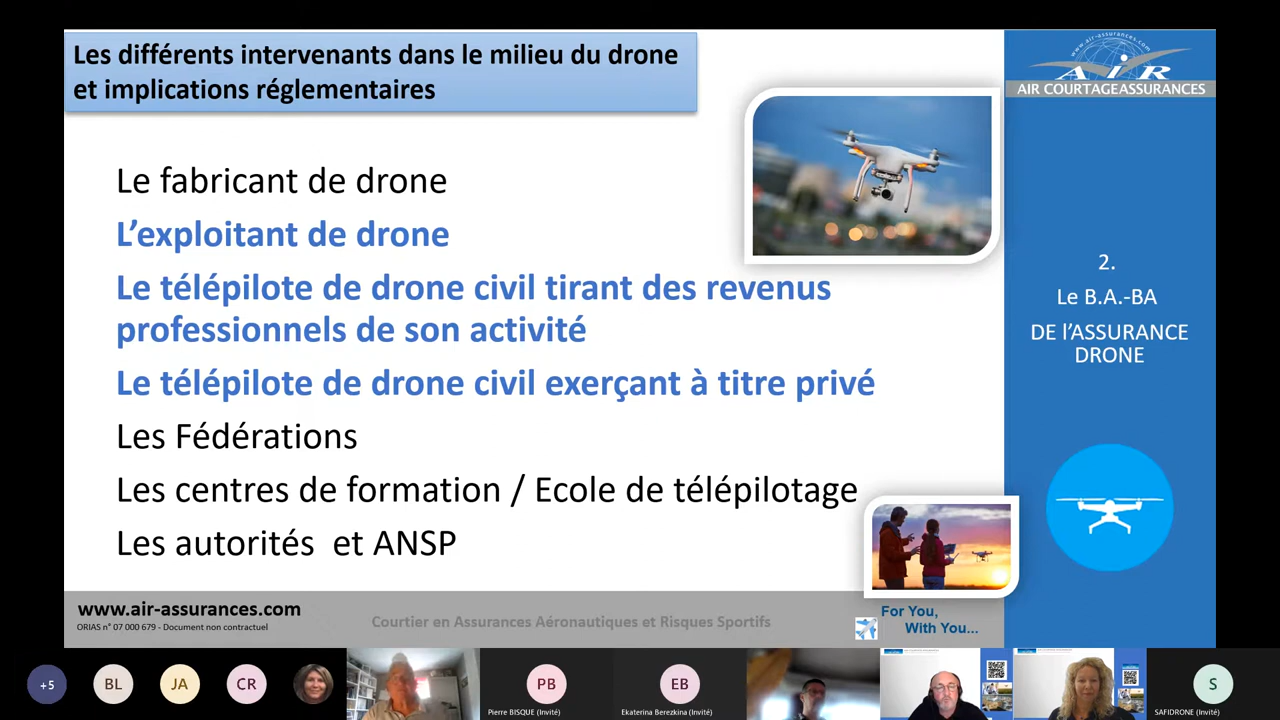 Les différents intervenants dans le milieu du drone
et implications réglementaires
www.air-assurances.com
AiR
AIR COURTAGEASSURANCES
Le fabricant de drone
L’exploitant de drone
Le télépilote de drone civil tirant des revenus
professionnels de son activité
Le télépilote de drone civil exerçant à titre privé
Les Fédérations
Les centres de formation / Ecole de télépilotage
Les autorités et ANSP
2.
Le B.A.-BA
DE l’ASSURANCE
DRONE
www.air-assurances.com
ORIAS n° 07 000 679 - Document non contractuel
Courtier en Assurances Aéronautiques et Risques Sportifs
For You,
With You...
+5
BL
JA
CR
PB
Pierre BISQUE (Invité)
EB
Ekaterina Berezkina (Invité)
S
SAFIDRONE (Invité)